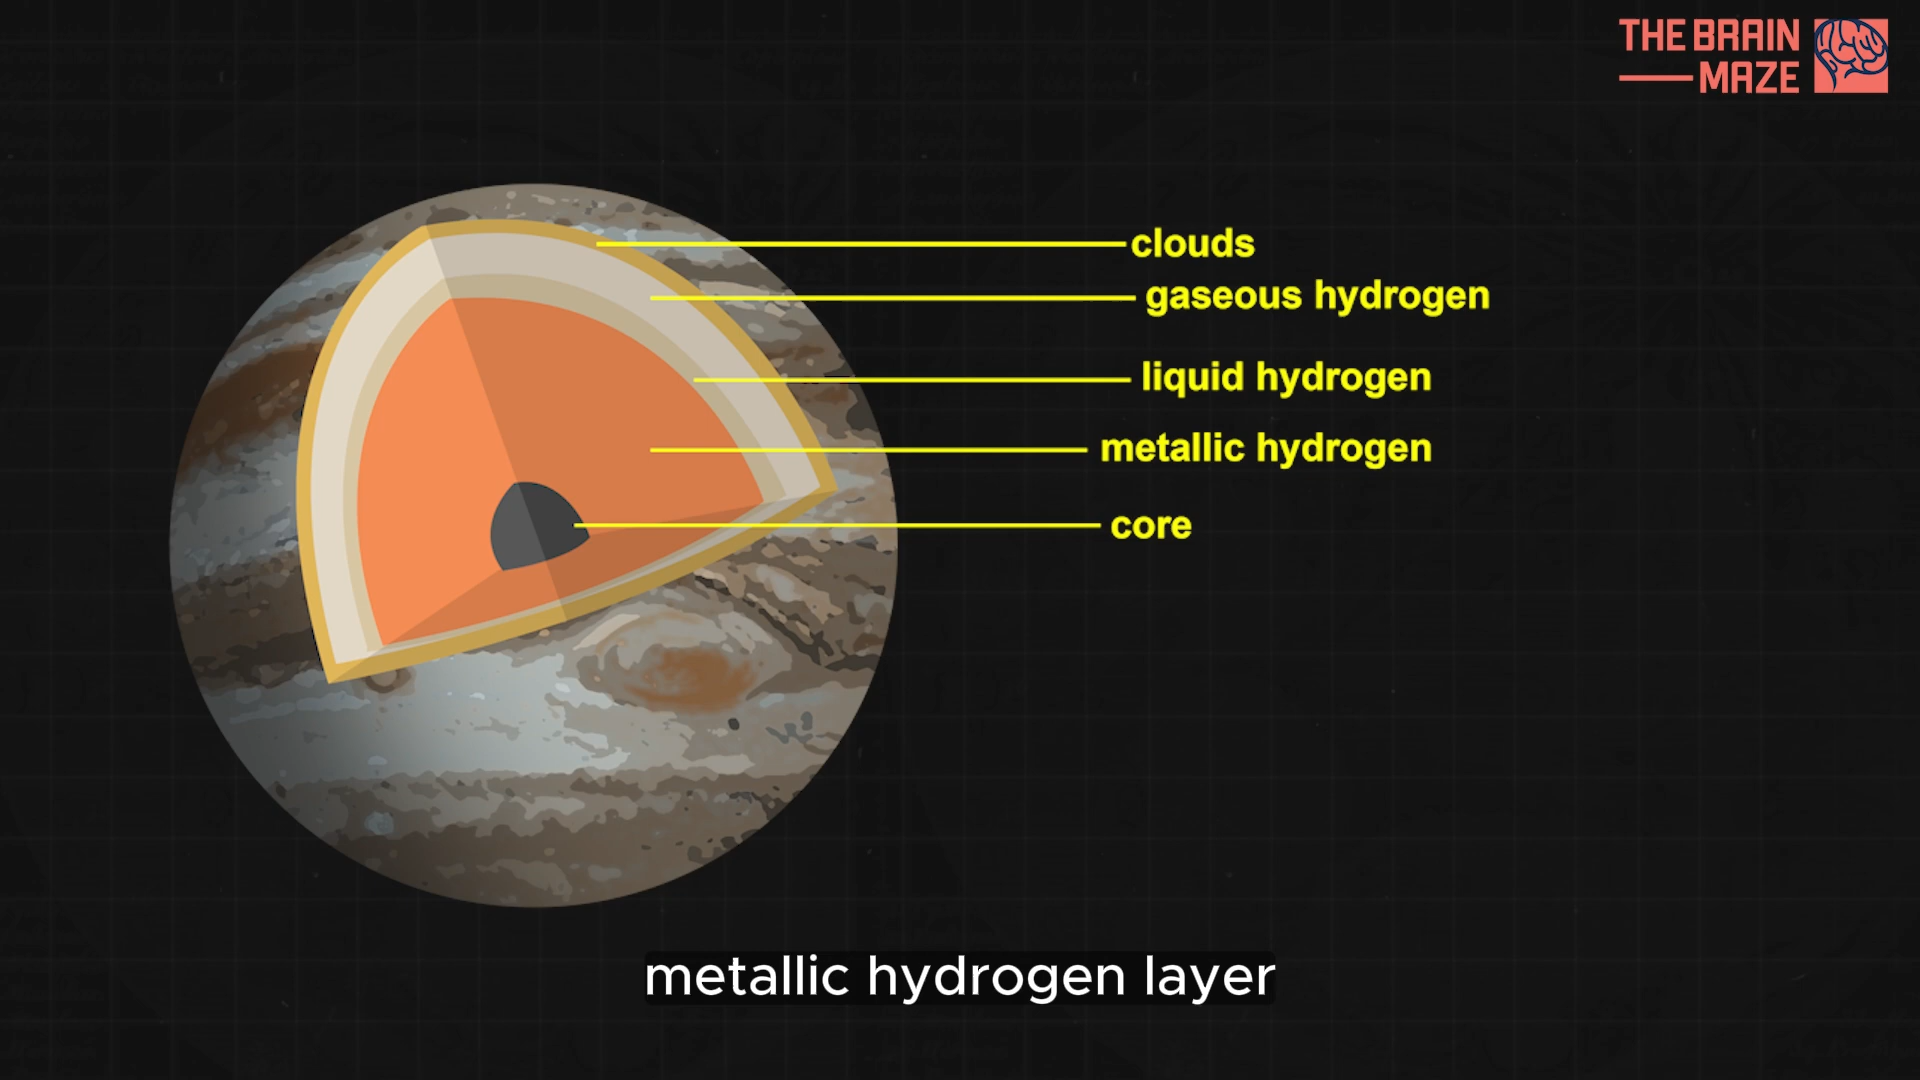 THE BRAIN
MAZE
clouds
gaseous hydrogen
liquid hydrogen
metallic hydrogen
core
metallic hydrogen layer